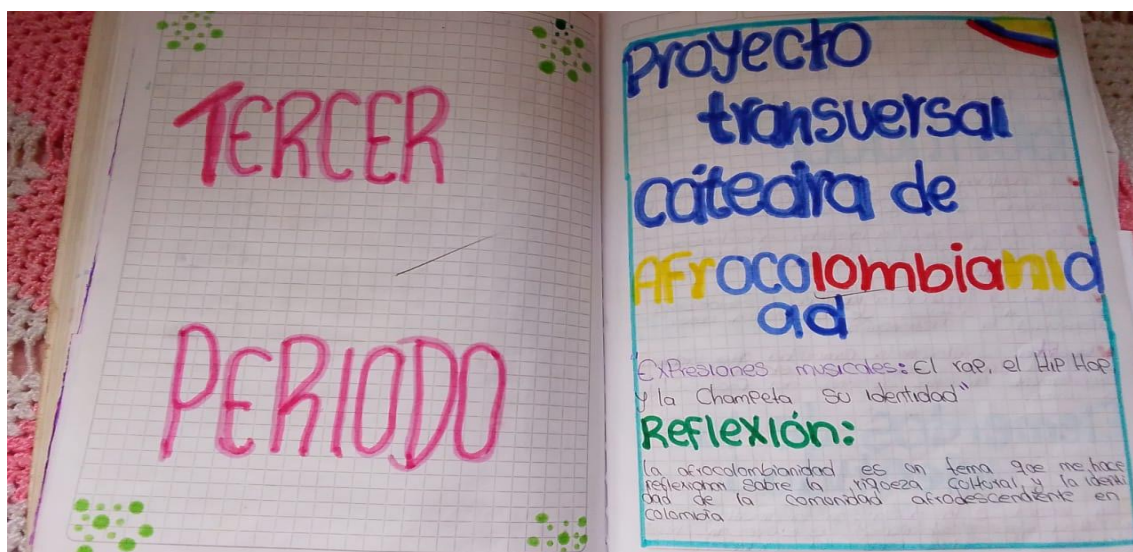 TERCER
PERIODO
Proyecto
transversal
cátedra de
Afrocolombianid
ad
"Expresiones musicales: El rap, el Hip Hop
y la Champeta su identidad"
Reflexión:
La afrocolombianidad es un tema que me hace
reflexionar sobre la riqueza cultural y la identi
dad de la comunidad afrodescendiente en
colombia